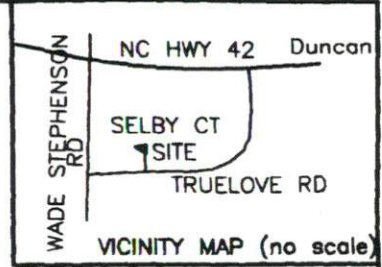 NC HWY 42 Duncan
WADE STEPHENSON
RD
SELBY CT
SITE
TRUELOVE RD
VICINITY MAP (no scale)